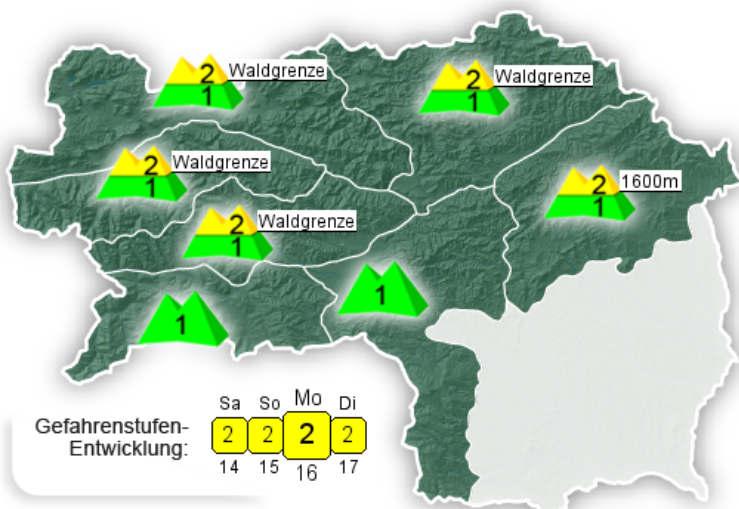 2 Waldgrenze
1
2 Waldgrenze
1
2 Waldgrenze
1
2 1600m
1
2 Waldgrenze
1
1
1
Gefahrenstufen-
Entwicklung:
Sa So Mo Di
2 2 2 2
14 15 16 17